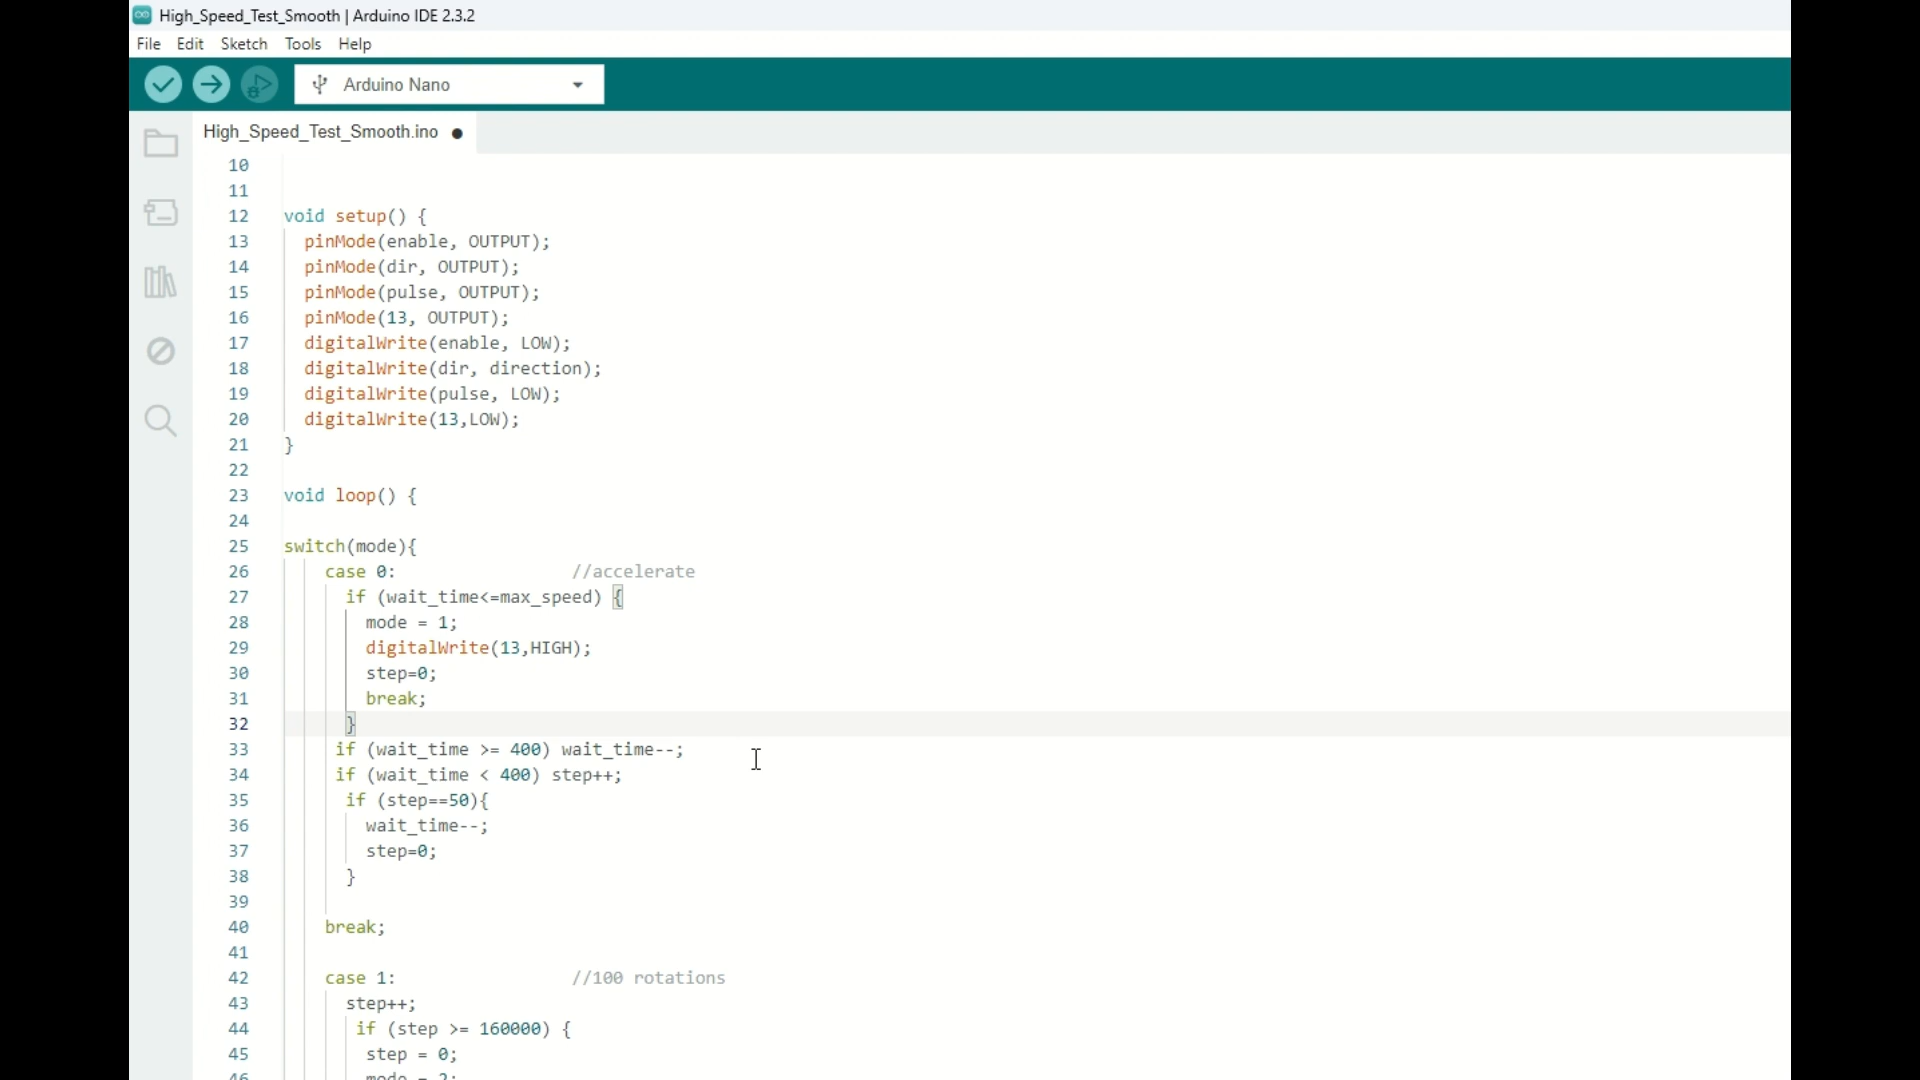 High_Speed_Test_Smooth | Arduino IDE 2.3.2
File Edit Sketch Tools Help
Arduino Nano
High_Speed_Test_Smooth.ino
10
11
12 void setup() {
13 pinMode(enable, OUTPUT);
14 pinMode(dir, OUTPUT);
15 pinMode(pulse, OUTPUT);
16 pinMode(13, OUTPUT);
17 digitalWrite(enable, LOW);
18 digitalWrite(dir, direction);
19 digitalWrite(pulse, LOW);
20 digitalWrite(13,LOW);
21 }
22
23 void loop() {
24
25 switch(mode){
26 case 0: //accelerate
27 if (wait_time<=max_speed) {
28 mode = 1;
29 digitalWrite(13,HIGH);
30 step=0;
31 break;
32 }
33 if (wait_time >= 400) wait_time--;
34 if (wait_time < 400) step++;
35 if (step==50){
36 wait_time--;
37 step=0;
38 }
39
40 break;
41
42 case 1: //100 rotations
43 step++;
44 if (step >= 160000) {
45 step = 0;
46 mode = 2;